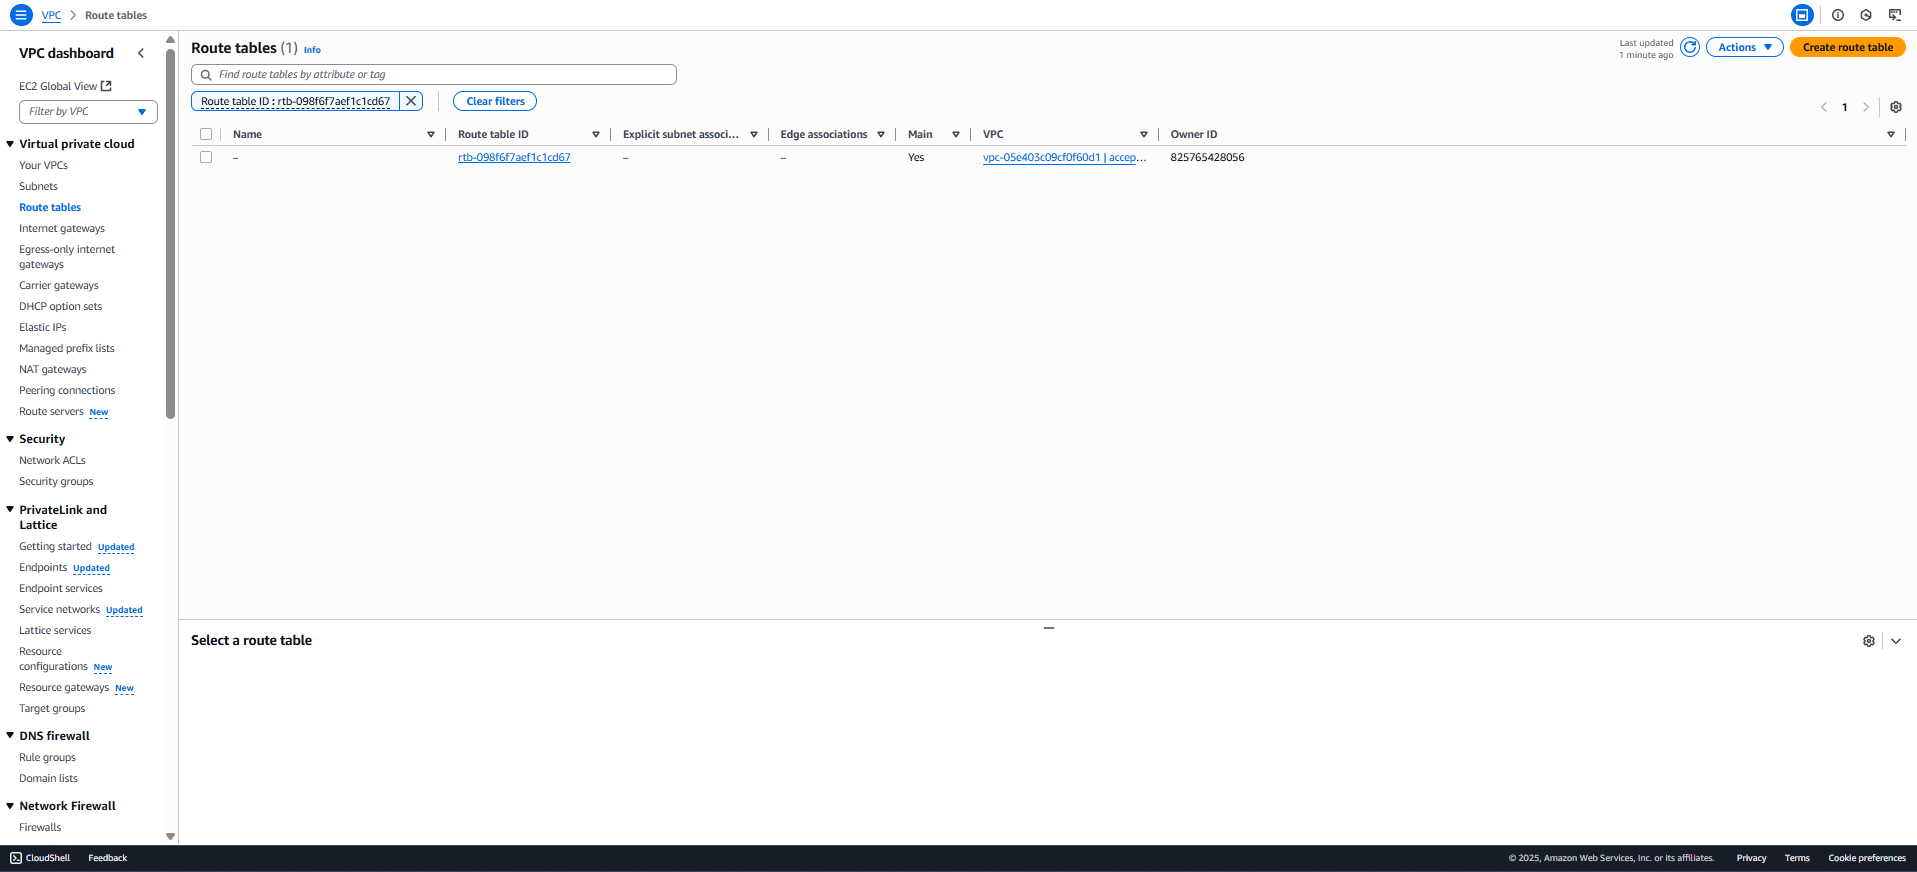 VPC > Route tables
VPC dashboard
EC2 Global View
Filter by VPC
Virtual private cloud
Your VPCs
Subnets
Route tables
Internet gateways
Egress-only internet
gateways
Carrier gateways
DHCP option sets
Elastic IPs
Managed prefix lists
NAT gateways
Peering connections
Route servers New
Security
Network ACLs
Security groups
PrivateLink and
Lattice
Getting started Updated
Endpoints Updated
Endpoint services
Service networks Updated
Lattice services
Resource
configurations New
Resource gateways New
Target groups
DNS firewall
Rule groups
Domain lists
Network Firewall
Firewalls
Route tables (1) Info
Last updated
1 minute ago
Actions
Create route table
Find route tables by attribute or tag
Route table ID : rtb-098f6f7aef1c1cd67
Clear filters
1
Name Route table ID Explicit subnet associ... Edge associations Main VPC Owner ID
– rtb-098f6f7aef1c1cd67 – – Yes vpc-05e403c09cf0f60d1 | accep... 825765428056
Select a route table
CloudShell Feedback © 2025, Amazon Web Services, Inc. or its affiliates. Privacy Terms Cookie preferences